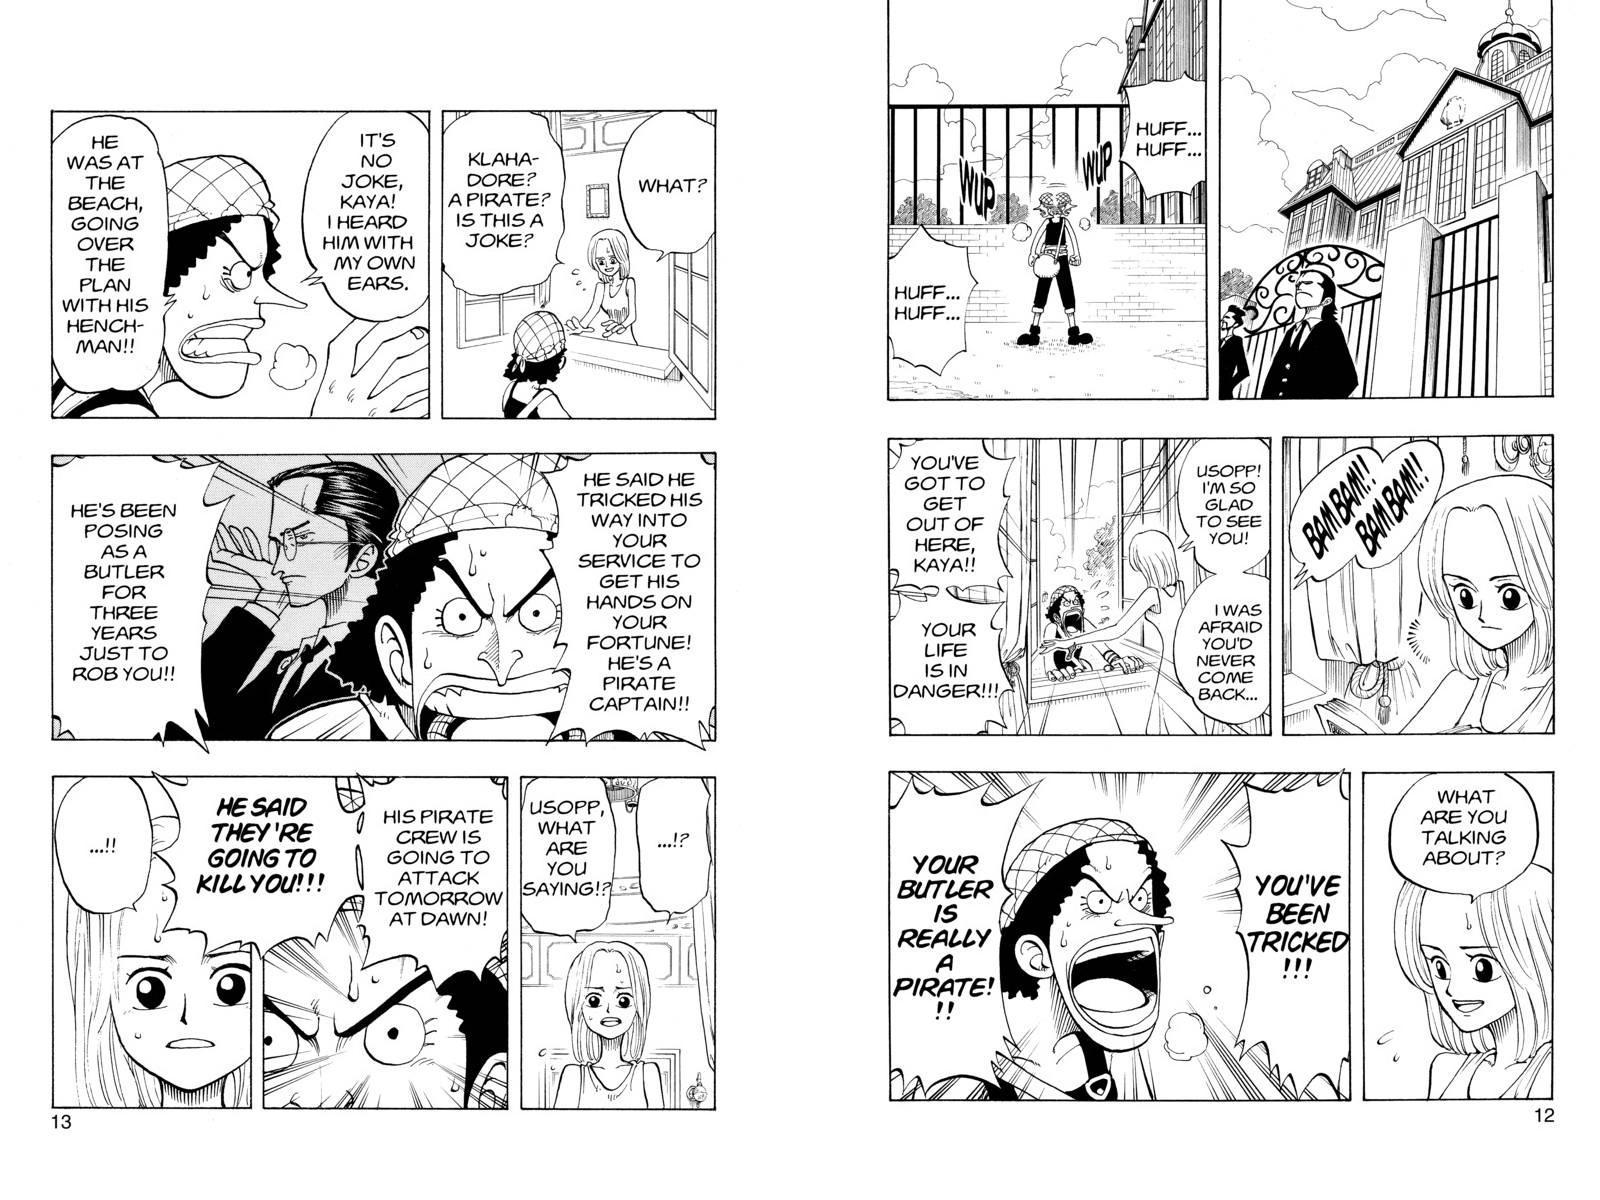 HUFF...
HUFF...
WUP
WUP
HUFF...
HUFF...
BAM BAM!!
BAM BAM!!
USOPP!
I'M SO
GLAD
TO SEE
YOU!
I WAS
AFRAID
YOU'D
NEVER
COME
BACK...
YOU'VE
GOT TO
GET
OUT OF
HERE,
KAYA!!
YOUR
LIFE
IS IN
DANGER!!!
WHAT
ARE YOU
TALKING
ABOUT?
YOU'VE
BEEN
TRICKED
!!!
YOUR
BUTLER
IS
REALLY
A
PIRATE!
!!
12
WHAT?
KLAHA-
DORE?
A PIRATE?
IS THIS A
JOKE?
IT'S
NO
JOKE,
KAYA!
I HEARD
HIM WITH
MY OWN
EARS.
HE
WAS AT
THE
BEACH,
GOING
OVER
THE
PLAN
WITH HIS
HENCH-
MAN!!
HE SAID HE
TRICKED HIS
WAY INTO
YOUR
SERVICE TO
GET HIS
HANDS ON
YOUR
FORTUNE!
HE'S A
PIRATE
CAPTAIN!!
HE'S BEEN
POSING
AS A
BUTLER
FOR
THREE
YEARS
JUST TO
ROB YOU!!
...!?
USOPP,
WHAT
ARE
YOU
SAYING!?
HIS PIRATE
CREW IS
GOING TO
ATTACK
TOMORROW
AT DAWN!
HE SAID
THEY'RE
GOING TO
KILL YOU!!!
...!!
13